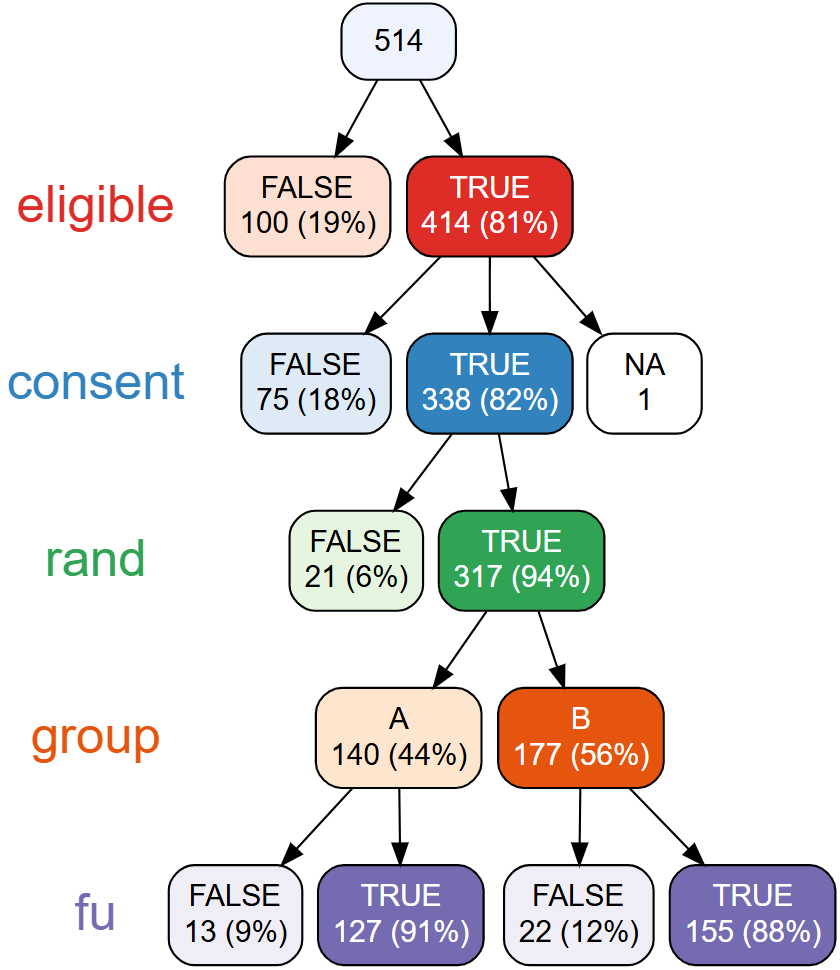 514
eligible
FALSE
100 (19%)
TRUE
414 (81%)
consent
FALSE
75 (18%)
TRUE
338 (82%)
NA
1
rand
FALSE
21 (6%)
TRUE
317 (94%)
group
A
140 (44%)
B
177 (56%)
fu
FALSE
13 (9%)
TRUE
127 (91%)
FALSE
22 (12%)
TRUE
155 (88%)